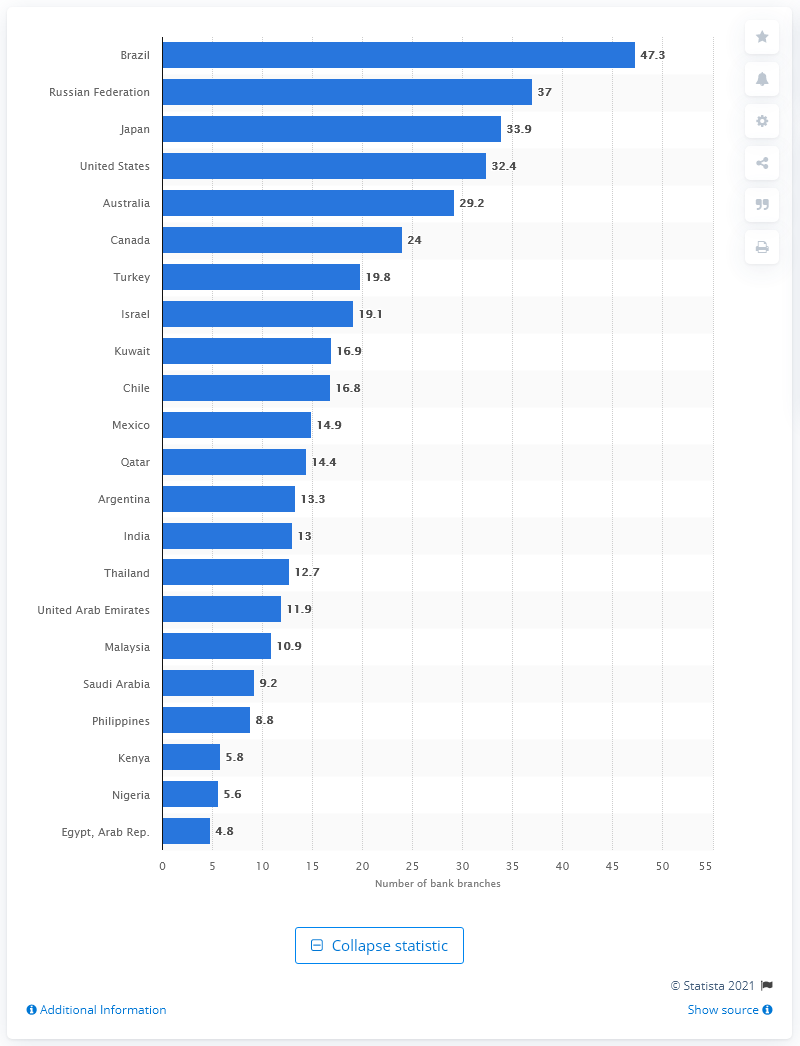 Brazil 47.3
Russian Federation 37
Japan 33.9
United States 32.4
Australia 29.2
Canada 24
Turkey 19.8
Israel 19.1
Kuwait 16.9
Chile 16.8
Mexico 14.9
Qatar 14.4
Argentina 13.3
India 13
Thailand 12.7
United Arab Emirates 11.9
Malaysia 10.9
Saudi Arabia 9.2
Philippines 8.8
Kenya 5.8
Nigeria 5.6
Egypt, Arab Rep. 4.8
0 5 10 15 20 25 30 35 40 45 50 55
Number of bank branches
Collapse statistic
© Statista 2021
Additional Information Show source